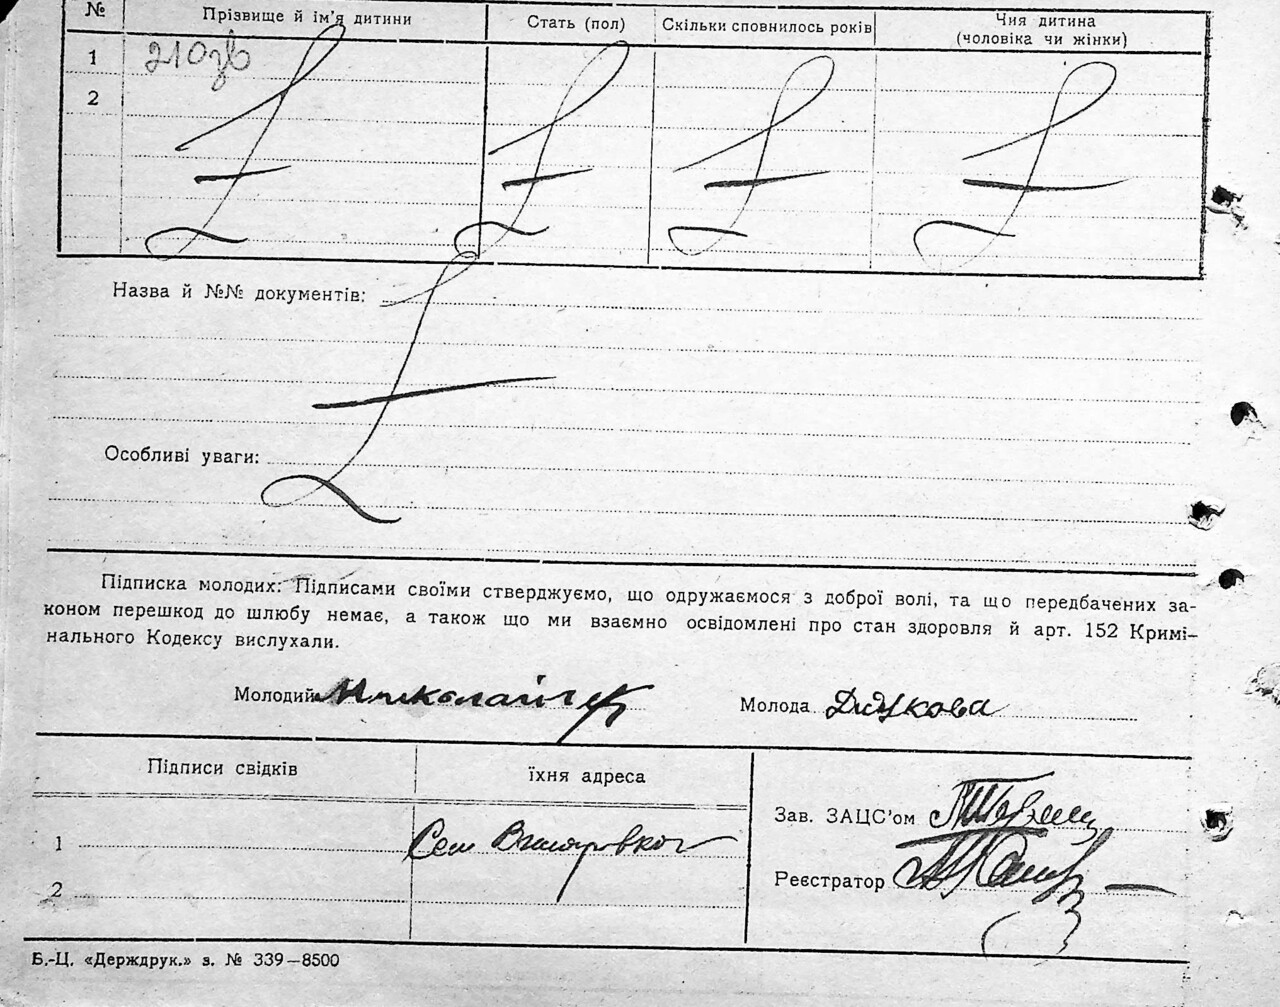 № Прізвище й ім'я дитини Стать (пол) Скільки сповнилось років Чия дитина
(чоловіка чи жінки)
1 210зв
2
Назва й №№ документів:
Особливі уваги:
Підписка молодих: Підписами своїми стверджуємо, що одружаємося з доброї волі, та що передбачених за-
коном перешкод до шлюбу немає, а також що ми взаємно освідомлені про стан здоровля й арт. 152 Кримі-
нального Кодексу вислухали.
Молодий Николайчук Молода Дидкова
Підписи свідків їхня адреса
Зав. ЗАЦС'ом
1 Сем
Реєстратор
2
Б.-Ц. «Держдрук.» з. № 339—8500